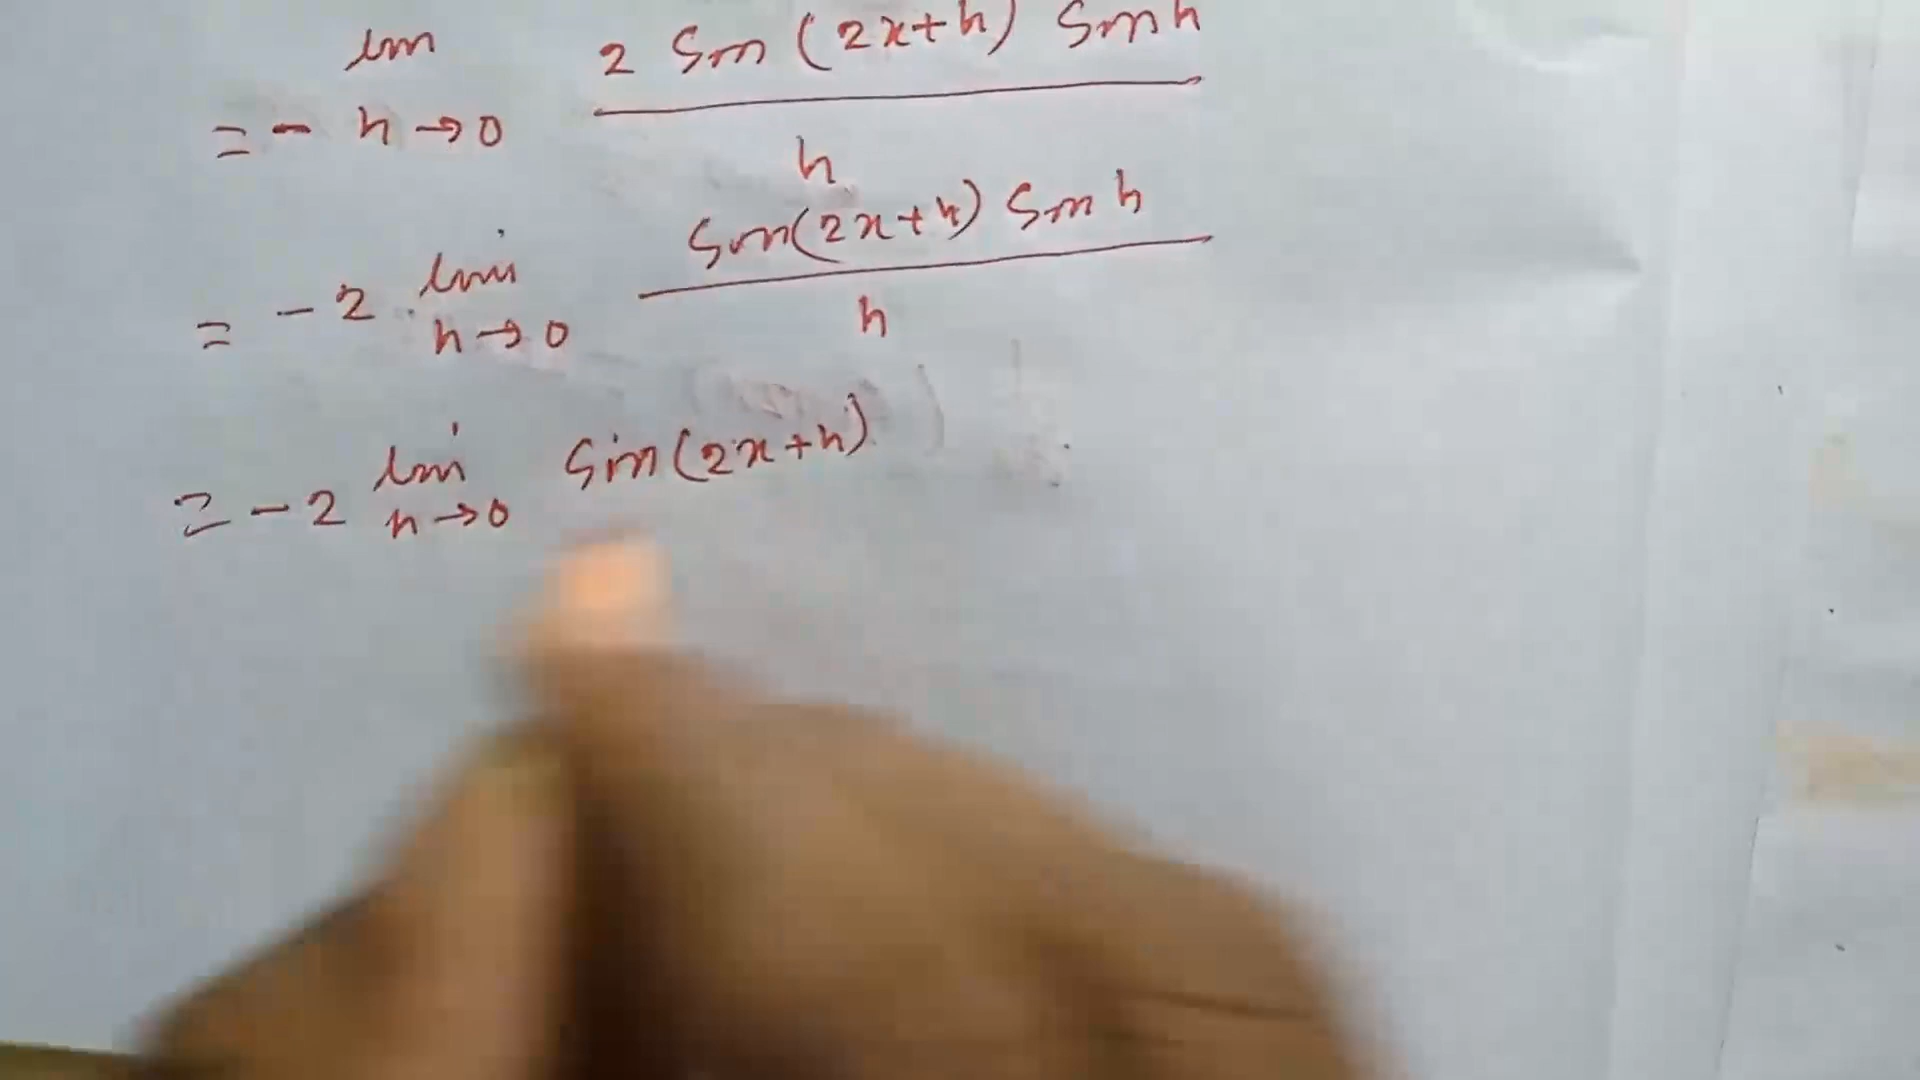 = - lim h→0 2 Sin (2x+h) Sin h / h
= -2 lim h→0 Sin(2x+h) Sin h / h
= -2 lim h→0 Sin(2x+h)